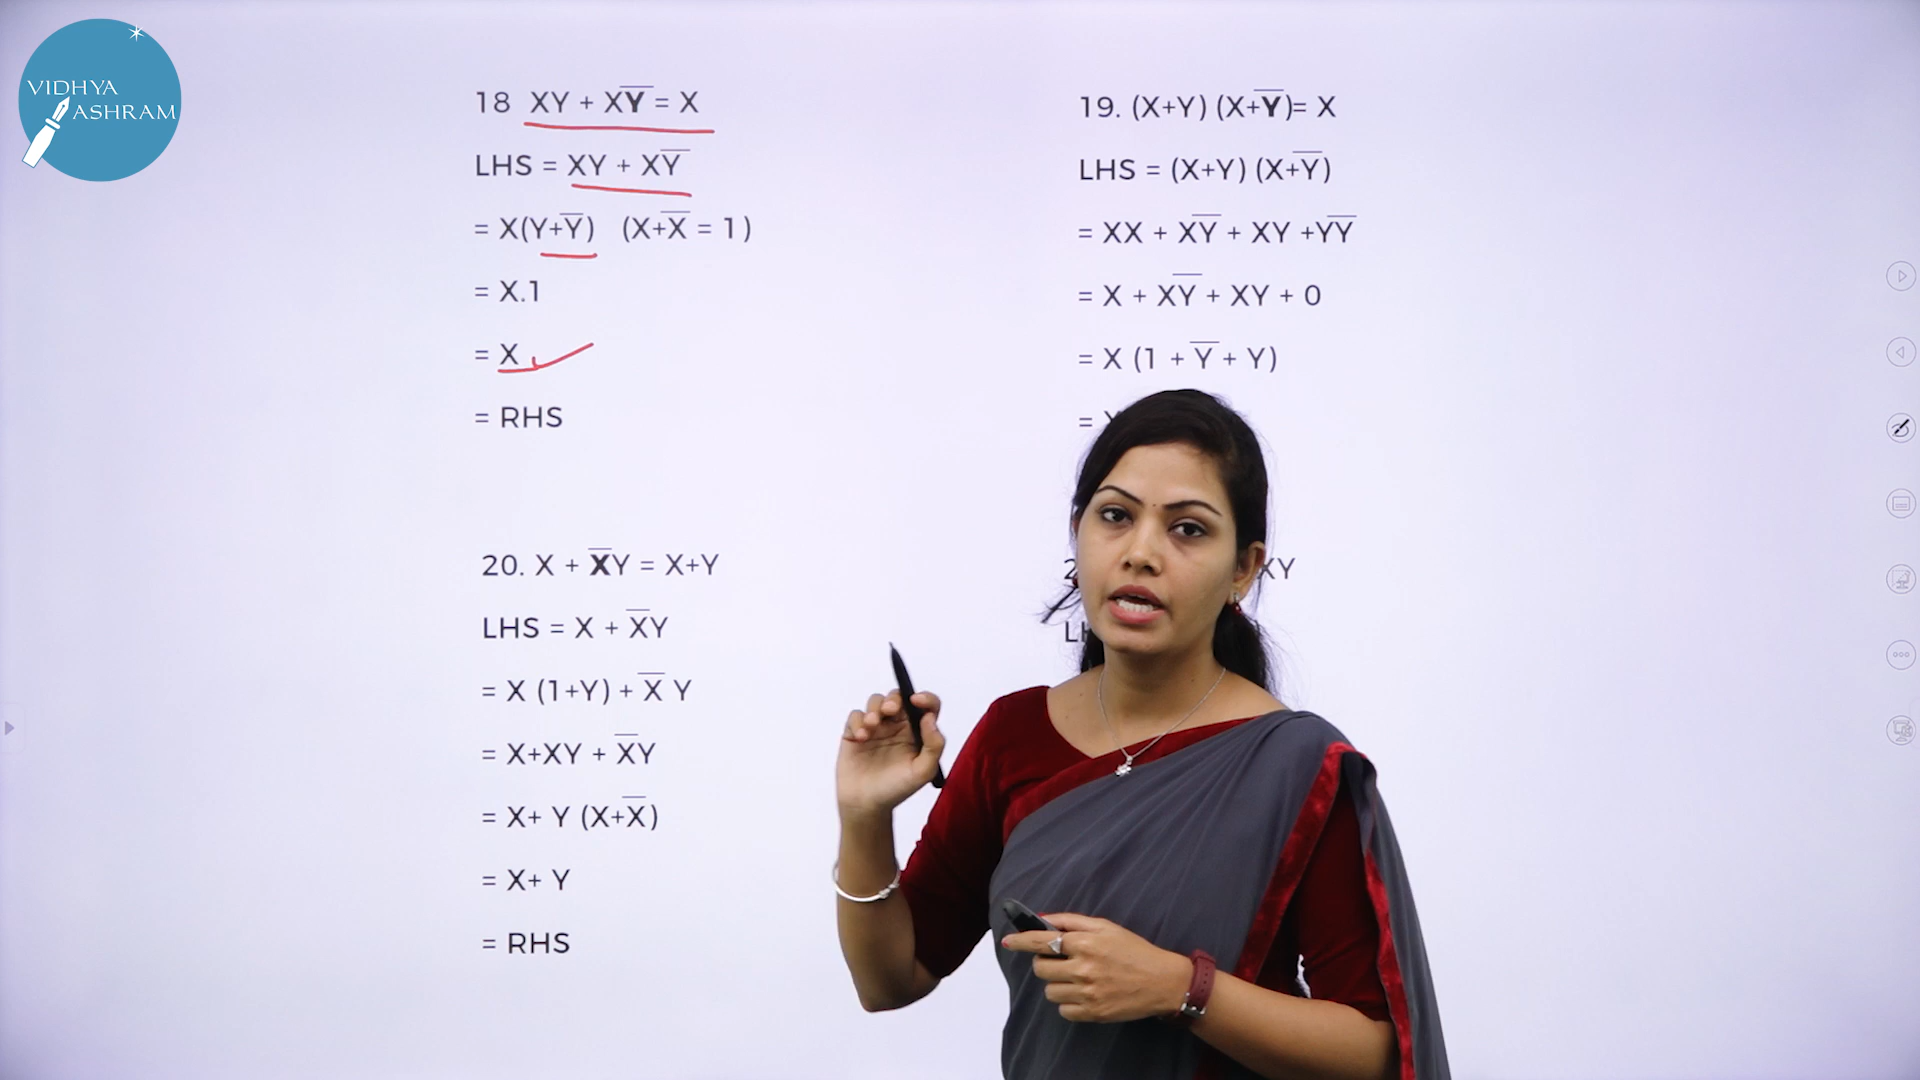 VIDHYA
ASHRAM
18 XY + XY̅ = X
LHS = XY + XY̅
= X(Y+Y̅) (X+X̅ = 1)
= X.1
= X
= RHS
19. (X+Y) (X+Y̅)= X
LHS = (X+Y) (X+Y̅)
= XX + XY̅ + XY +YY̅
= X + XY̅ + XY + 0
= X (1 + Y̅ + Y)
=
20. X + X̅Y = X+Y
LHS = X + X̅Y
= X (1+Y) + X̅ Y
= X+XY + X̅Y
= X+ Y (X+X̅)
= X+ Y
= RHS
XY